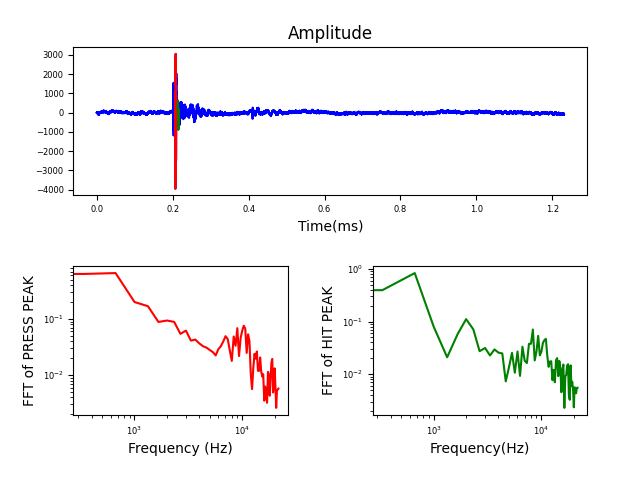 Amplitude
3000
2000
1000
0
−1000
−2000
−3000
−4000
0.0 0.2 0.4 0.6 0.8 1.0 1.2
Time(ms)
FFT of PRESS PEAK
10⁻¹
10⁻²
10³ 10⁴
Frequency (Hz)
FFT of HIT PEAK
10⁰
10⁻¹
10⁻²
10³ 10⁴
Frequency(Hz)